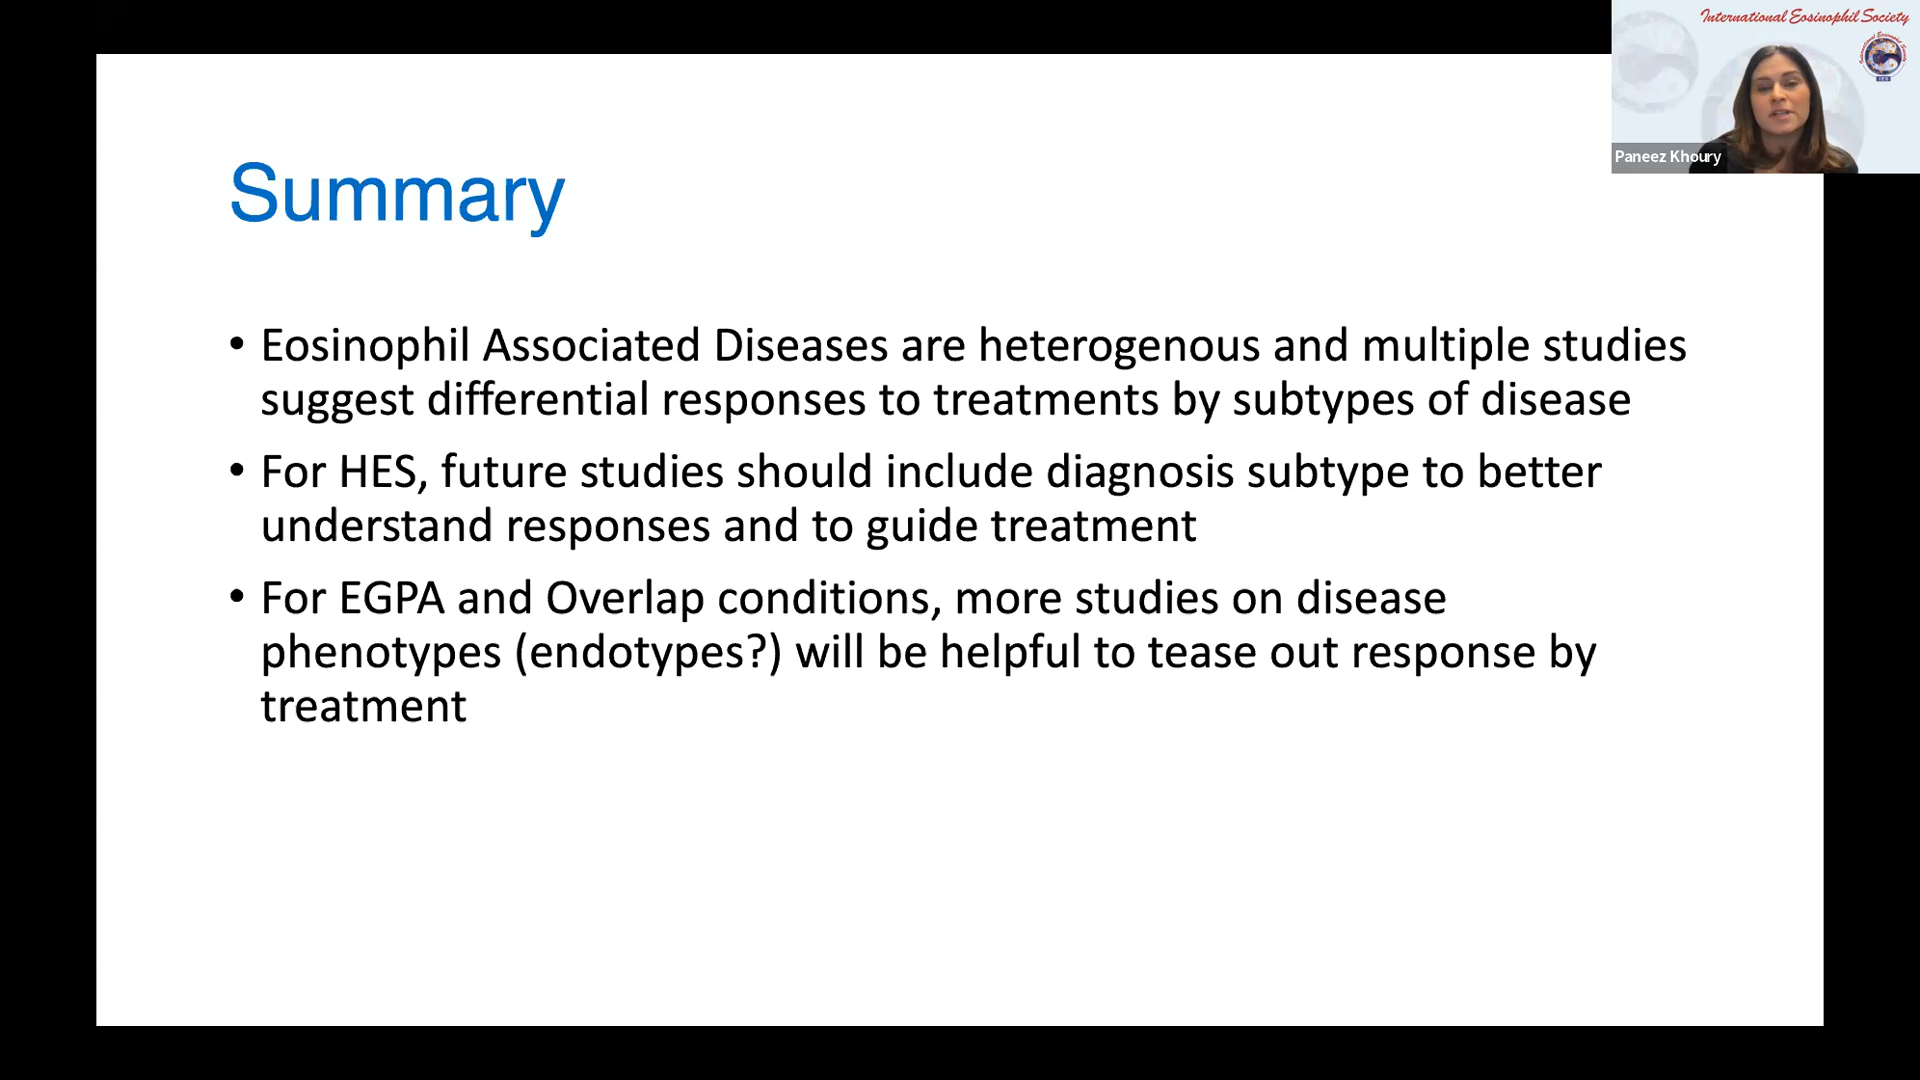 International Eosinophil Society
Paneez Khoury
Summary
• Eosinophil Associated Diseases are heterogenous and multiple studies
suggest differential responses to treatments by subtypes of disease
• For HES, future studies should include diagnosis subtype to better
understand responses and to guide treatment
• For EGPA and Overlap conditions, more studies on disease
phenotypes (endotypes?) will be helpful to tease out response by
treatment